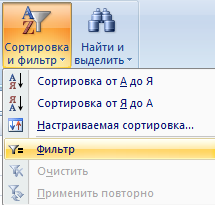 Сортировка и фильтр
Найти и выделить
Сортировка от А до Я
Сортировка от Я до А
Настраиваемая сортировка...
Фильтр
Очистить
Применить повторно